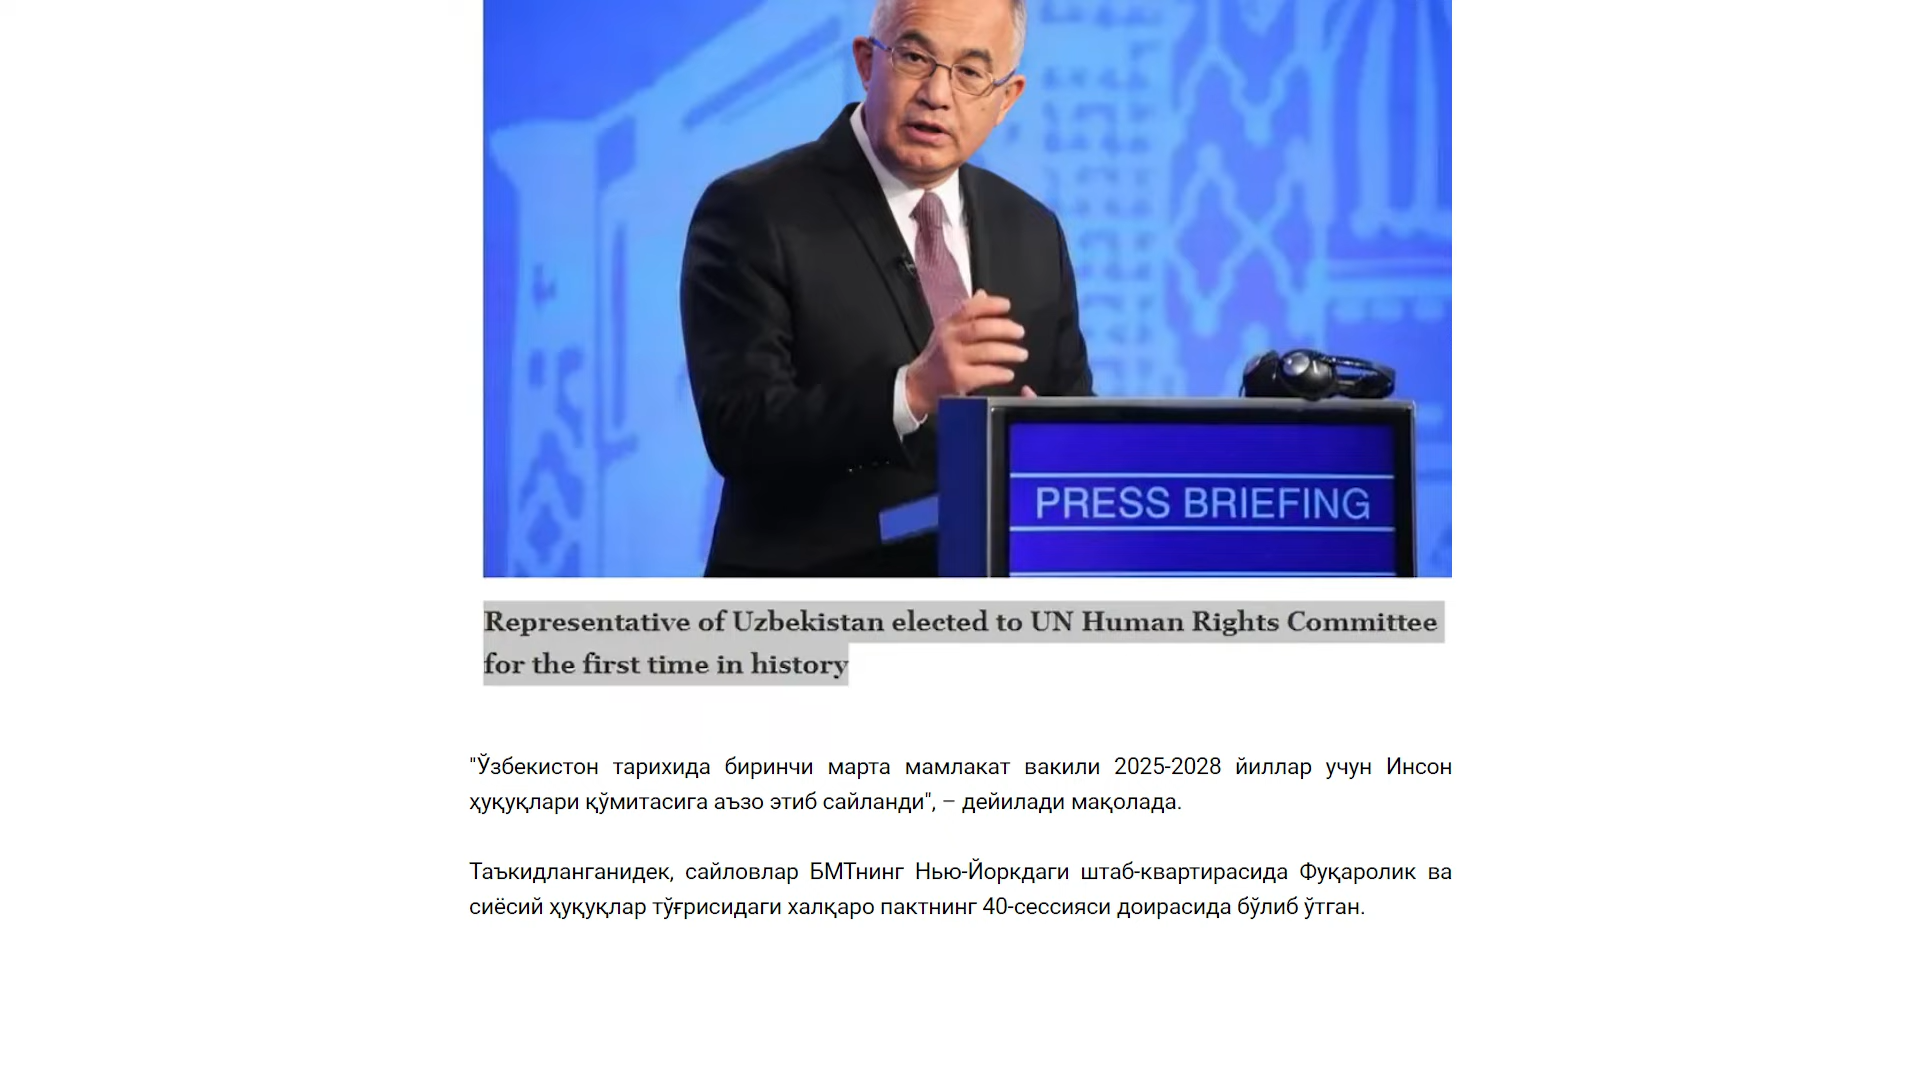 PRESS BRIEFING
Representative of Uzbekistan elected to UN Human Rights Committee
for the first time in history
"Ўзбекистон тарихида биринчи марта мамлакат вакили 2025-2028 йиллар учун Инсон
ҳуқуқлари қўмитасига аъзо этиб сайланди", – дейилади мақолада.
Таъкидланганидек, сайловлар БМТнинг Нью-Йоркдаги штаб-квартирасида Фуқаролик ва
сиёсий ҳуқуқлар тўғрисидаги халқаро пактнинг 40-сессияси доирасида бўлиб ўтган.